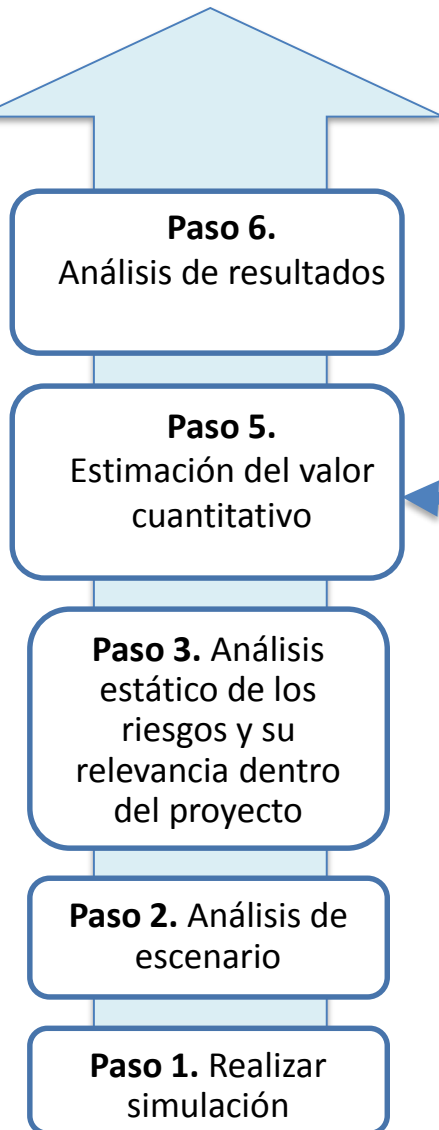 Paso 6.
Análisis de resultados
Paso 5.
Estimación del valor
cuantitativo
Paso 3. Análisis
estático de los
riesgos y su
relevancia dentro
del proyecto
Paso 2. Análisis de
escenario
Paso 1. Realizar
simulación